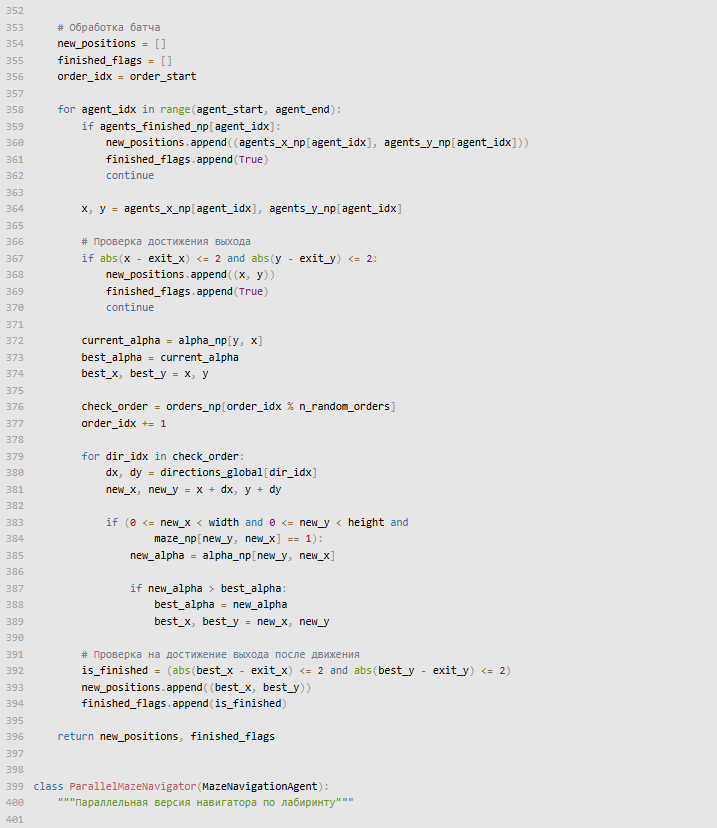 352
353 # Обработка батча
354 new_positions = []
355 finished_flags = []
356 order_idx = order_start
357
358 for agent_idx in range(agent_start, agent_end):
359 if agents_finished_np[agent_idx]:
360 new_positions.append((agents_x_np[agent_idx], agents_y_np[agent_idx]))
361 finished_flags.append(True)
362 continue
363
364 x, y = agents_x_np[agent_idx], agents_y_np[agent_idx]
365
366 # Проверка достижения выхода
367 if abs(x - exit_x) <= 2 and abs(y - exit_y) <= 2:
368 new_positions.append((x, y))
369 finished_flags.append(True)
370 continue
371
372 current_alpha = alpha_np[y, x]
373 best_alpha = current_alpha
374 best_x, best_y = x, y
375
376 check_order = orders_np[order_idx % n_random_orders]
377 order_idx += 1
378
379 for dir_idx in check_order:
380 dx, dy = directions_global[dir_idx]
381 new_x, new_y = x + dx, y + dy
382
383 if (0 <= new_x < width and 0 <= new_y < height and
384 maze_np[new_y, new_x] == 1):
385 new_alpha = alpha_np[new_y, new_x]
386
387 if new_alpha > best_alpha:
388 best_alpha = new_alpha
389 best_x, best_y = new_x, new_y
390
391 # Проверка на достижение выхода после движения
392 is_finished = (abs(best_x - exit_x) <= 2 and abs(best_y - exit_y) <= 2)
393 new_positions.append((best_x, best_y))
394 finished_flags.append(is_finished)
395
396 return new_positions, finished_flags
397
398
399 class ParallelMazeNavigator(MazeNavigationAgent):
400 """Параллельная версия навигатора по лабиринту"""
401